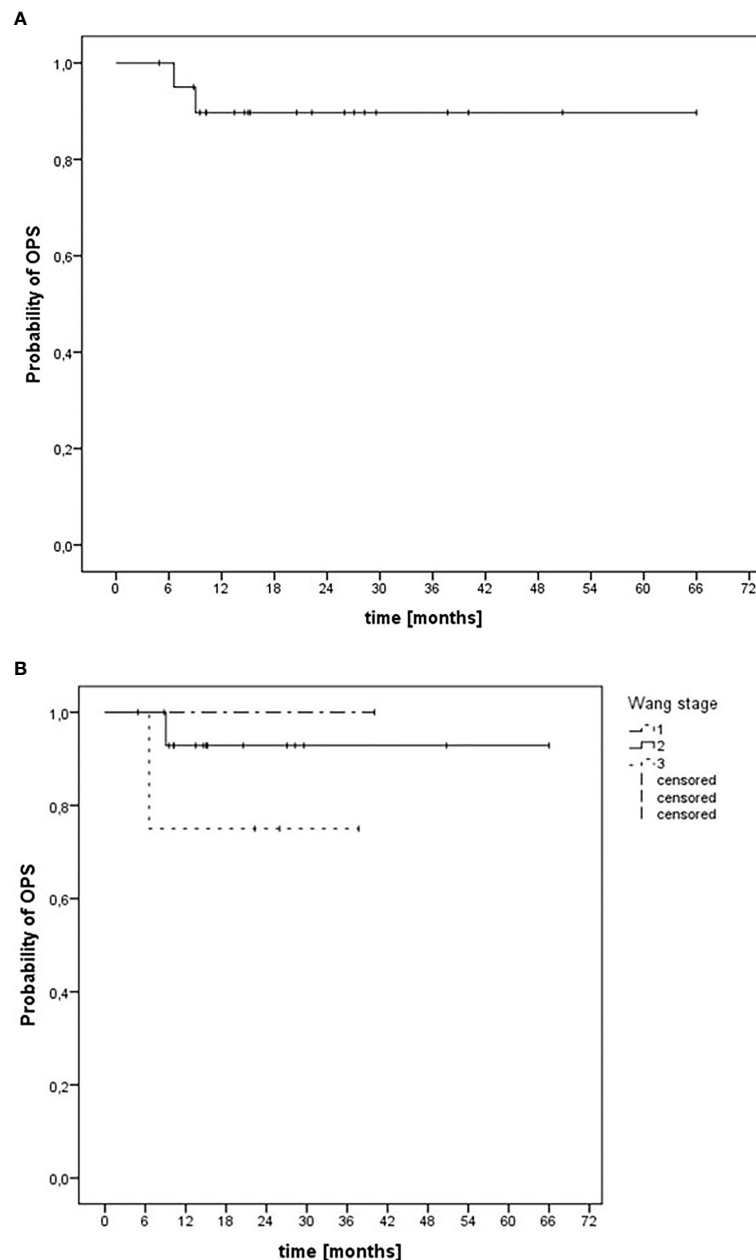 A
1,0
0,8
0,6
0,4
0,2
0,0
Probability of OPS
0 6 12 18 24 30 36 42 48 54 60 66 72
time [months]
B
1,0
0,8
0,6
0,4
0,2
0,0
Probability of OPS
0 6 12 18 24 30 36 42 48 54 60 66 72
time [months]
Wang stage
1
2
3
censored
censored
censored